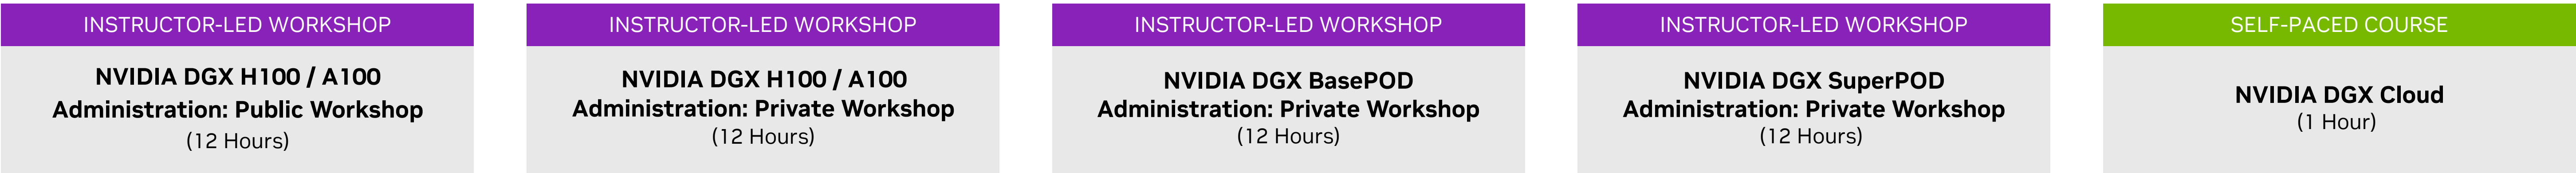 INSTRUCTOR-LED WORKSHOP
NVIDIA DGX H100 / A100
Administration: Public Workshop
(12 Hours)
INSTRUCTOR-LED WORKSHOP
NVIDIA DGX H100 / A100
Administration: Private Workshop
(12 Hours)
INSTRUCTOR-LED WORKSHOP
NVIDIA DGX BasePOD
Administration: Private Workshop
(12 Hours)
INSTRUCTOR-LED WORKSHOP
NVIDIA DGX SuperPOD
Administration: Private Workshop
(12 Hours)
SELF-PACED COURSE
NVIDIA DGX Cloud
(1 Hour)